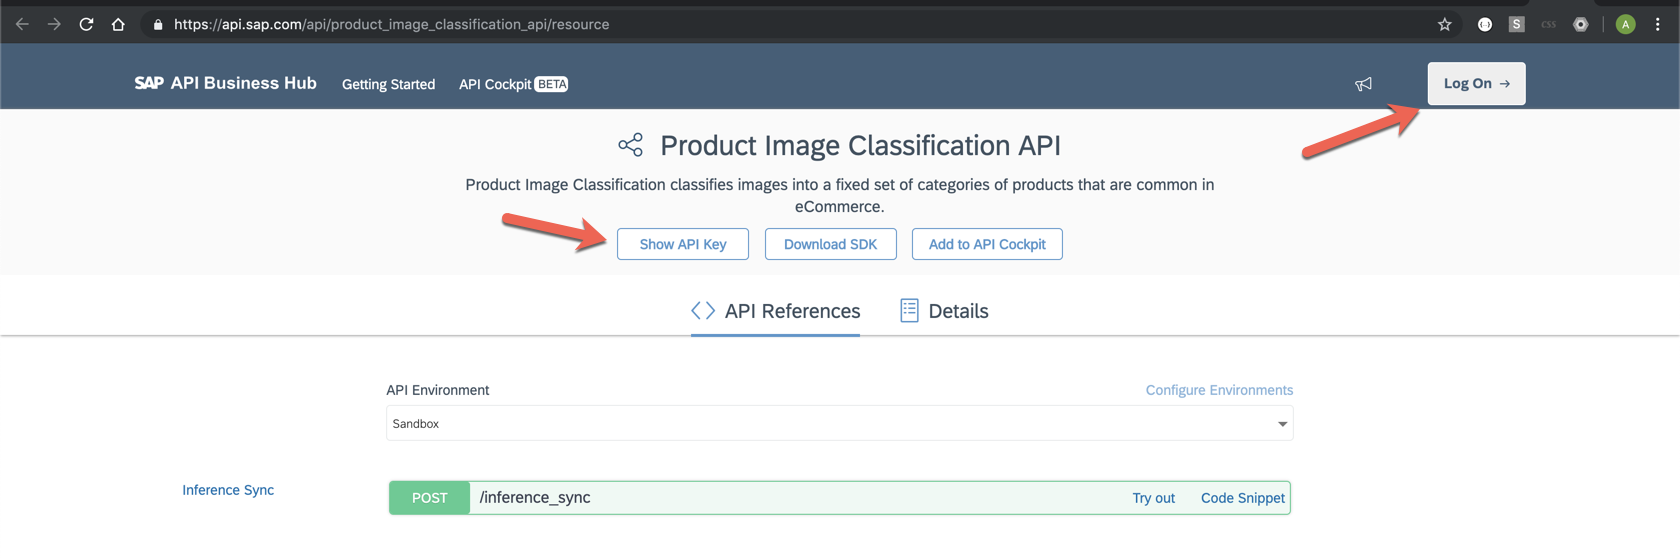 https://api.sap.com/api/product_image_classification_api/resource
S CSS A
SAP API Business Hub Getting Started API Cockpit BETA Log On →
Product Image Classification API
Product Image Classification classifies images into a fixed set of categories of products that are common in
eCommerce.
Show API Key Download SDK Add to API Cockpit
API References Details
API Environment Configure Environments
Sandbox
Inference Sync POST /inference_sync Try out Code Snippet